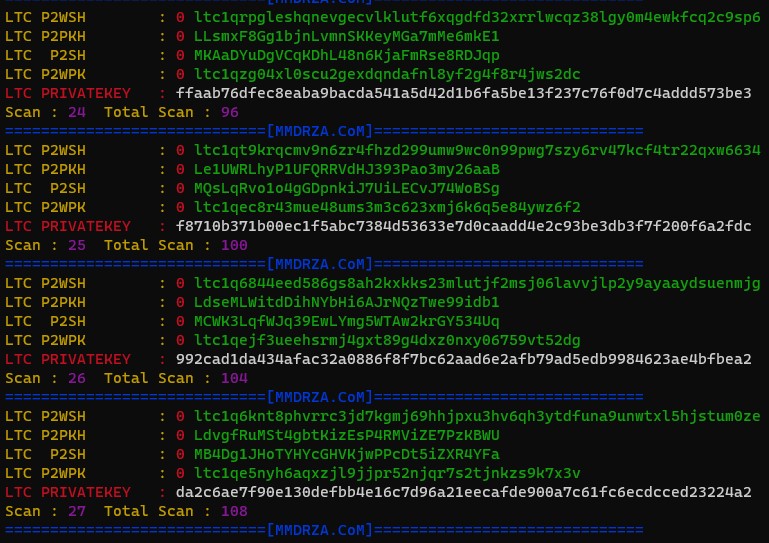 =============================[MMDRZA.CoM]==============================
LTC P2WSH : 0 ltc1qrpgleshqnevgecvlklutf6xqgdfd32xrrlwcqz38lgy0m4ewkfcq2c9sp6
LTC P2PKH : 0 LLsmxF8Gg1bjnLvmnSKKeyMGa7mMe6mkE1
LTC P2SH : 0 MKAaDYuDgVCqKDhL48n6KjaFmRse8RDJqp
LTC P2WPK : 0 ltc1qzg04xl0scu2gexdqndafnl8yf2g4f8r4jws2dc
LTC PRIVATEKEY : ffaab76dfec8eaba9bacda541a5d42d1b6fa5be13f237c76f0d7c4addd573be3
Scan : 24 Total Scan : 96
=============================[MMDRZA.CoM]==============================
LTC P2WSH : 0 ltc1qt9krqcmv9n6zr4fhzd299umw9wc0n99pwg7szy6rv47kcf4tr22qxw6634
LTC P2PKH : 0 Le1UWRLhyP1UFQRRVdHJ393Pao3my26aaB
LTC P2SH : 0 MQsLqRvo1o4gGDpnkiJ7UiLECvJ74WoBSg
LTC P2WPK : 0 ltc1qec8r43mue48ums3m3c623xmj6k6q5e84ywz6f2
LTC PRIVATEKEY : f8710b371b00ec1f5abc7384d53633e7d0caadd4e2c93be3db3f7f200f6a2fdc
Scan : 25 Total Scan : 100
=============================[MMDRZA.CoM]==============================
LTC P2WSH : 0 ltc1q6844eed586gs8ah2kxkks23mlutjf2msj06lavvjlp2y9ayaaydsuenmjg
LTC P2PKH : 0 LdseMLWitdDihNYbHi6AJrNQzTwe99idb1
LTC P2SH : 0 MCWK3LqfWJq39EwLYmg5WTAw2krGY534Uq
LTC P2WPK : 0 ltc1qejf3ueehsrmj4gxt89g4dxz0nxy06759vt52dg
LTC PRIVATEKEY : 992cad1da434afac32a0886f8f7bc62aad6e2afb79ad5edb9984623ae4bfbea2
Scan : 26 Total Scan : 104
=============================[MMDRZA.CoM]==============================
LTC P2WSH : 0 ltc1q6knt8phvrrc3jd7kgmj69hhjpxu3hv6qh3ytdfuna9unwtxl5hjstum0ze
LTC P2PKH : 0 LdvgfRuMSt4gbtKizEsP4RMViZE7PzKBWU
LTC P2SH : 0 MB4Dg1JHoTYHYcGHVKjwPPcDt5iZXR4YFa
LTC P2WPK : 0 ltc1qe5nyh6aqxzjl9jjpr52njqr7s2tjnkzs9k7x3v
LTC PRIVATEKEY : da2c6ae7f90e130defbb4e16c7d96a21eecafde900a7c61fc6ecdcced23224a2
Scan : 27 Total Scan : 108
=============================[MMDRZA.CoM]==============================